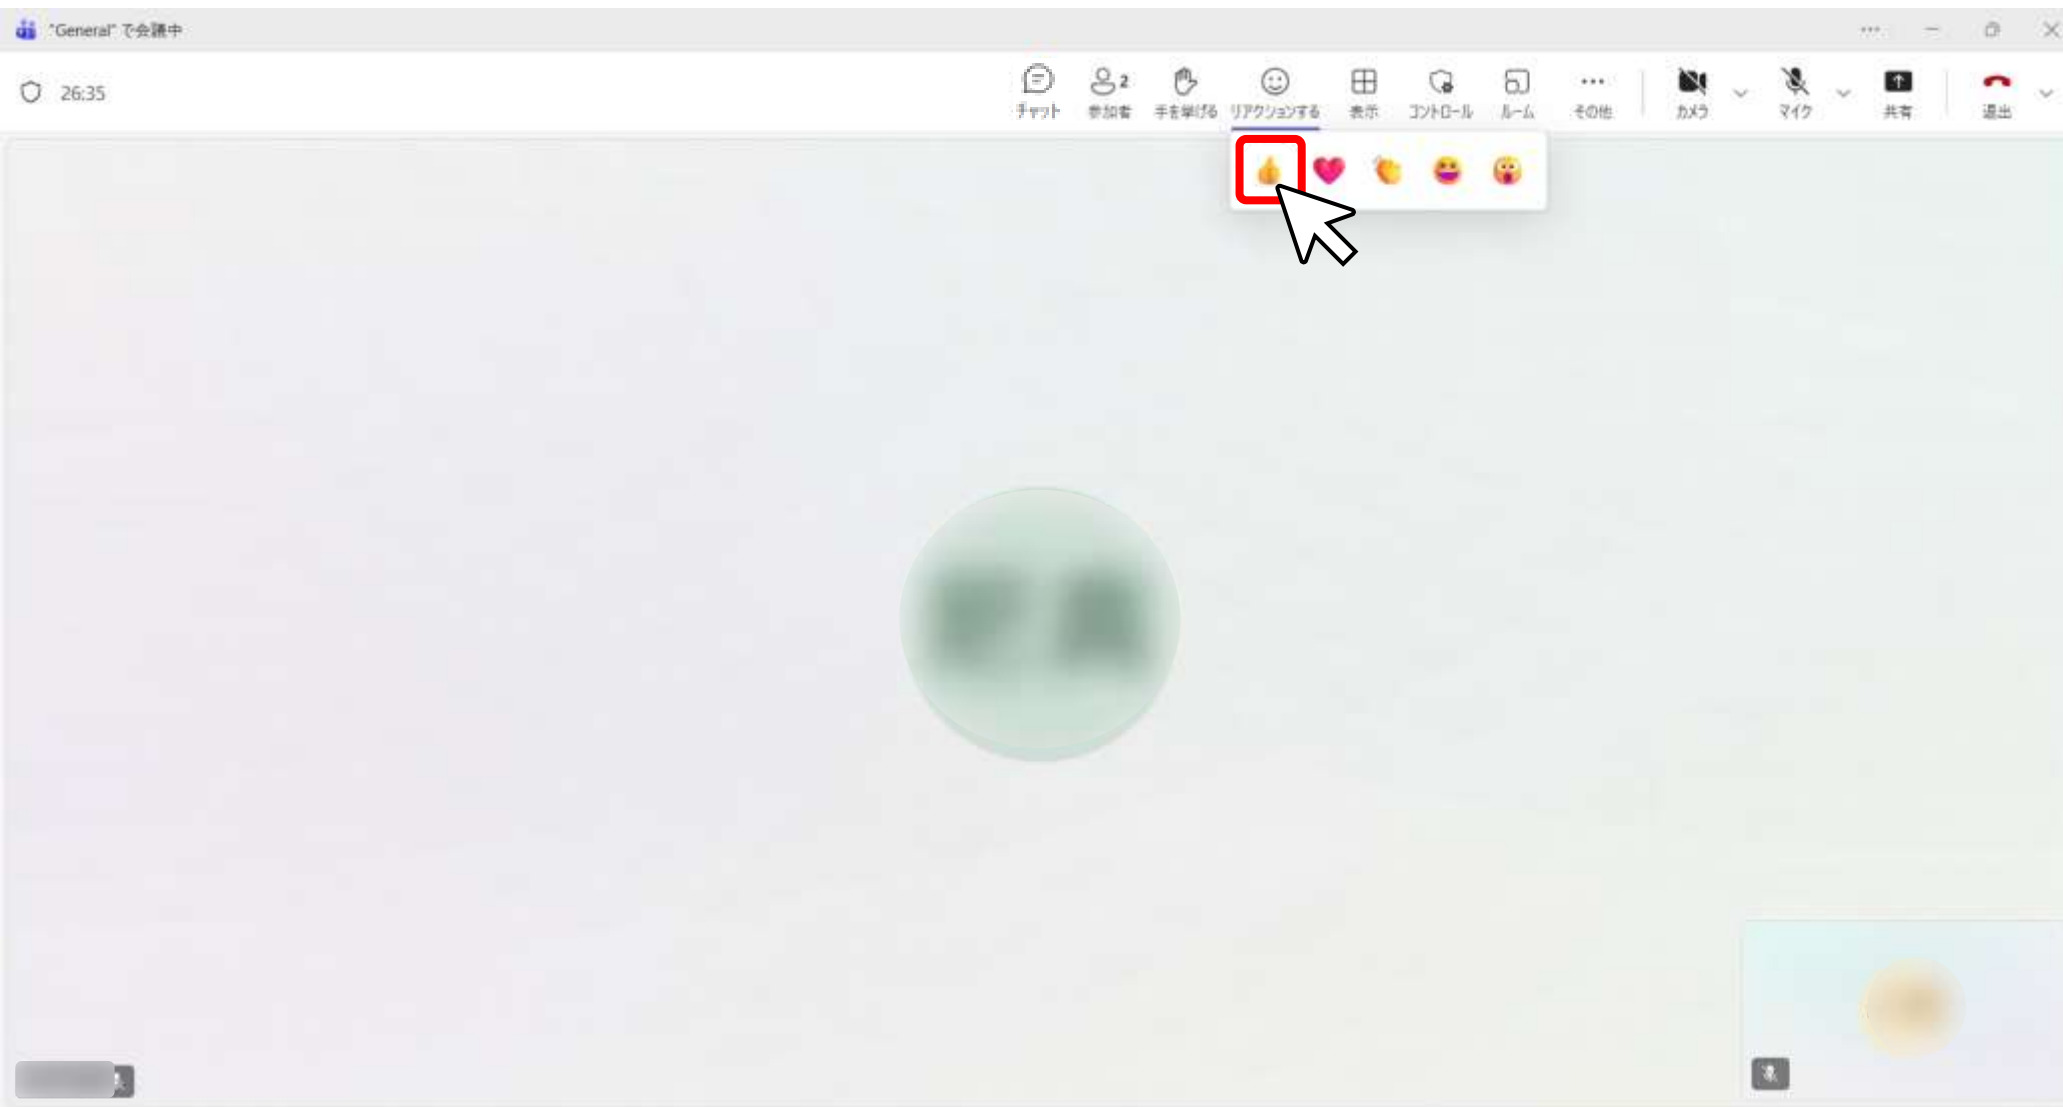 "General" で会議中
26:35
チャット
参加者 2
手を挙げる
リアクションする
表示
コントロール
ルーム
その他
カメラ
マイク
共有
退出